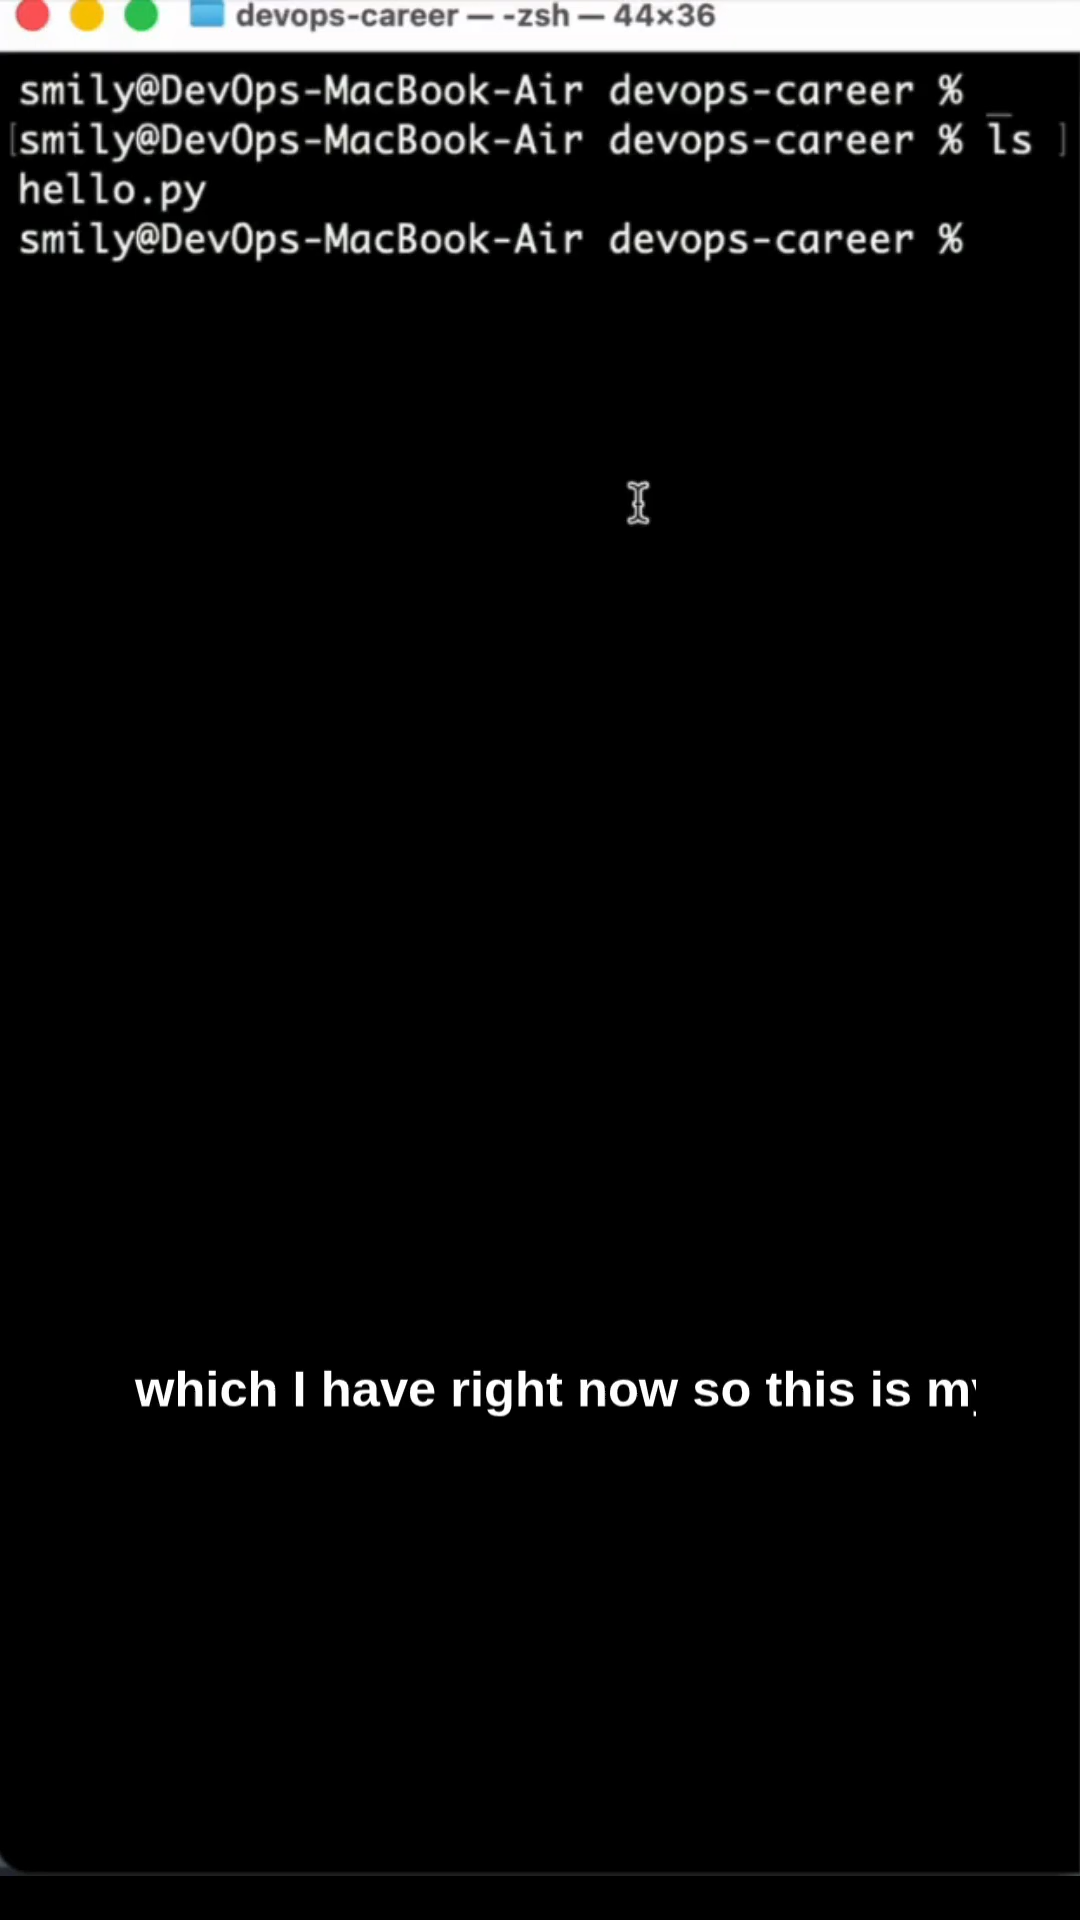 devops-career — -zsh — 44×36
smily@DevOps-MacBook-Air devops-career % _
[smily@DevOps-MacBook-Air devops-career % ls ]
hello.py
smily@DevOps-MacBook-Air devops-career %
which I have right now so this is my